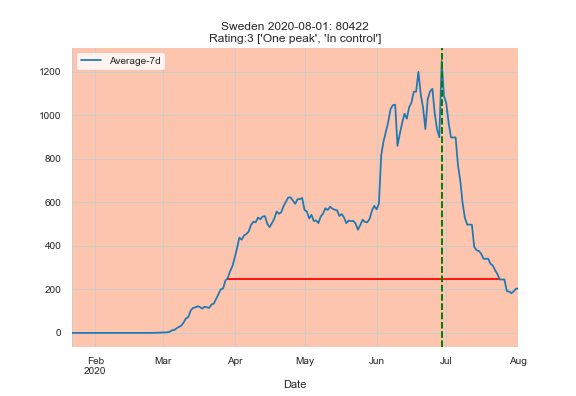 Sweden 2020-08-01: 80422
Rating:3 ['One peak', 'In control']
Average-7d
1200
1000
800
600
400
200
0
Feb
2020
Mar
Apr
May
Jun
Jul
Aug
Date